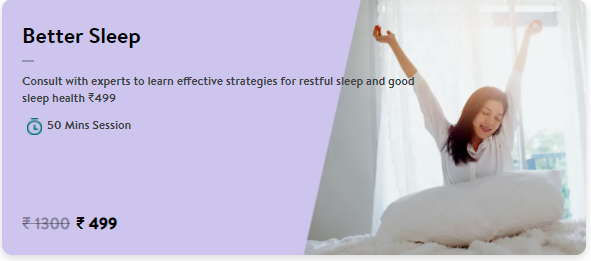 Better Sleep
Consult with experts to learn effective strategies for restful sleep and good
sleep health ₹499
50 Mins Session
₹ 1300 ₹ 499